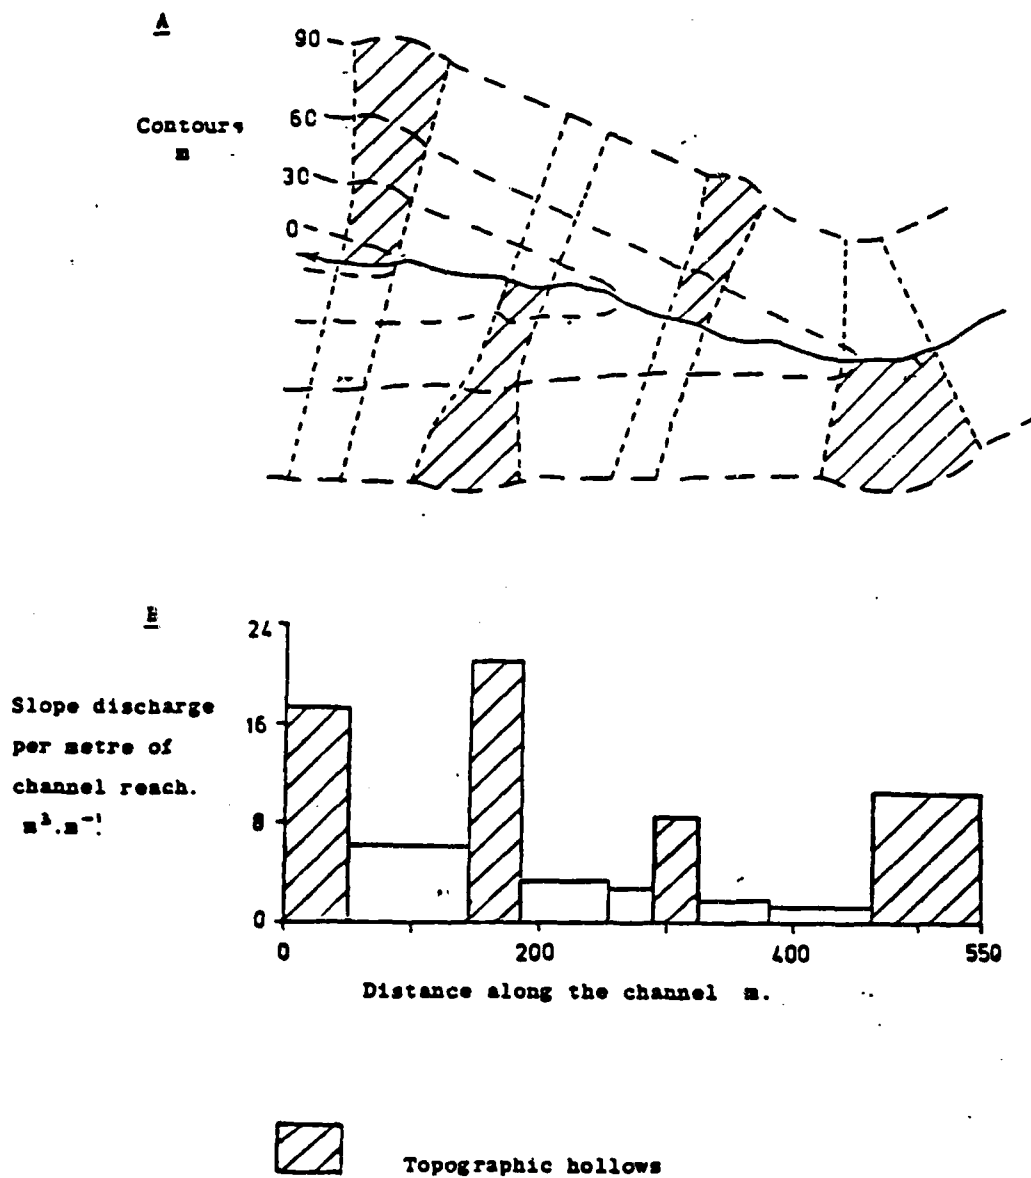 A
90
Contours
m
60
30
0
B
24
Slope discharge
per metre of
channel reach.
m³.m⁻¹
16
8
0
0 200 400 550
Distance along the channel m.
Topographic hollows